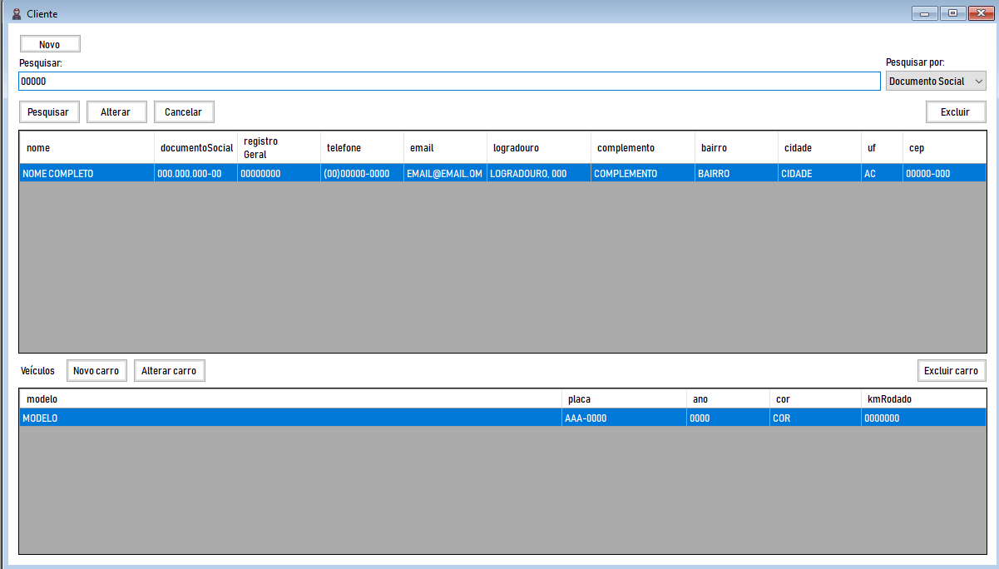 Cliente
Novo
Pesquisar:
Pesquisar por:
00000
Documento Social
Pesquisar Alterar Cancelar Excluir
nome documentoSocial registro Geral telefone email logradouro complemento bairro cidade uf cep
NOME COMPLETO 000.000.000-00 00000000 (00)00000-0000 EMAIL@EMAIL.OM LOGRADOURO, 000 COMPLEMENTO BAIRRO CIDADE AC 00000-000
Veículos Novo carro Alterar carro Excluir carro
modelo placa ano cor kmRodado
MODELO AAA-0000 0000 COR 0000000